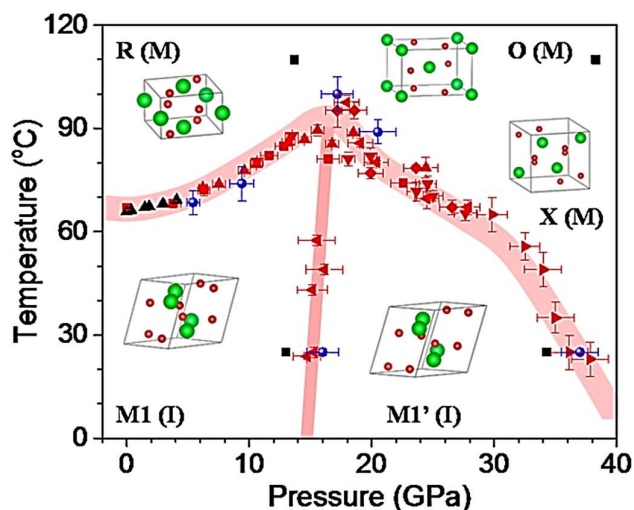 120
90
60
30
0
Temperature (°C)
R (M)
O (M)
X (M)
M1 (I)
M1' (I)
0 10 20 30 40
Pressure (GPa)